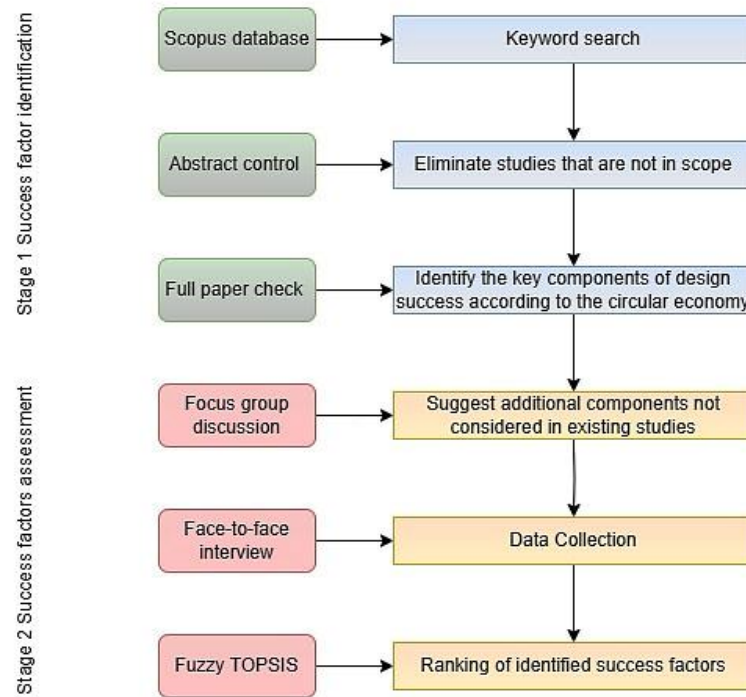 Stage 1 Success factor identification
Scopus database
Keyword search
Abstract control
Eliminate studies that are not in scope
Full paper check
Identify the key components of design
success according to the circular economy
Stage 2 Success factors assessment
Focus group
discussion
Suggest additional components not
considered in existing studies
Face-to-face
interview
Data Collection
Fuzzy TOPSIS
Ranking of identified success factors